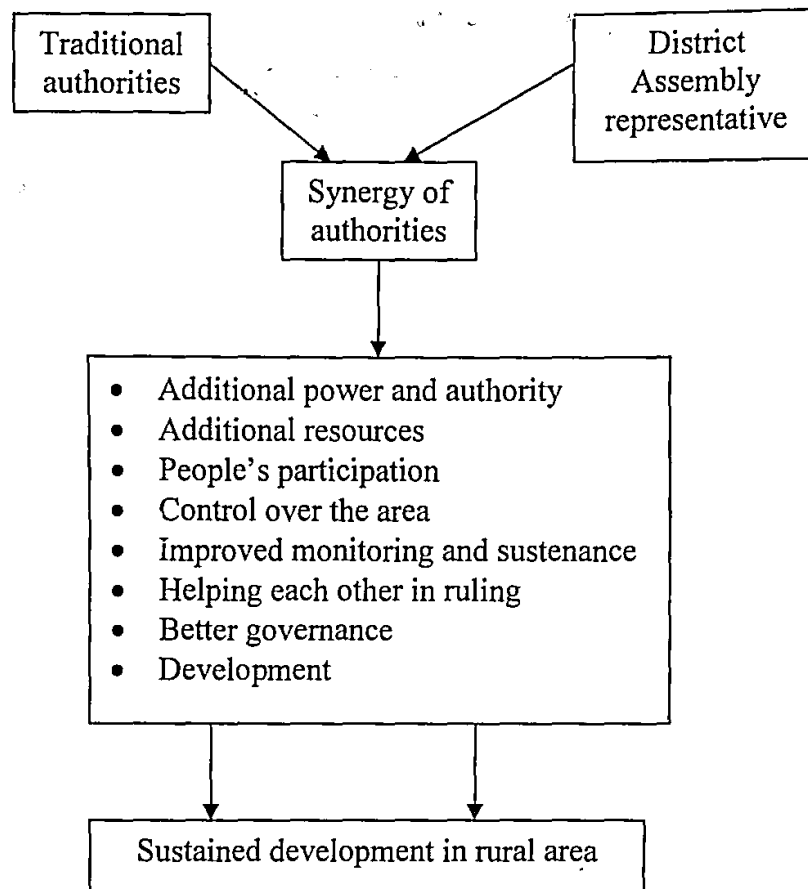 Traditional
authorities
District
Assembly
representative
Synergy of
authorities
• Additional power and authority
• Additional resources
• People's participation
• Control over the area
• Improved monitoring and sustenance
• Helping each other in ruling
• Better governance
• Development
Sustained development in rural area